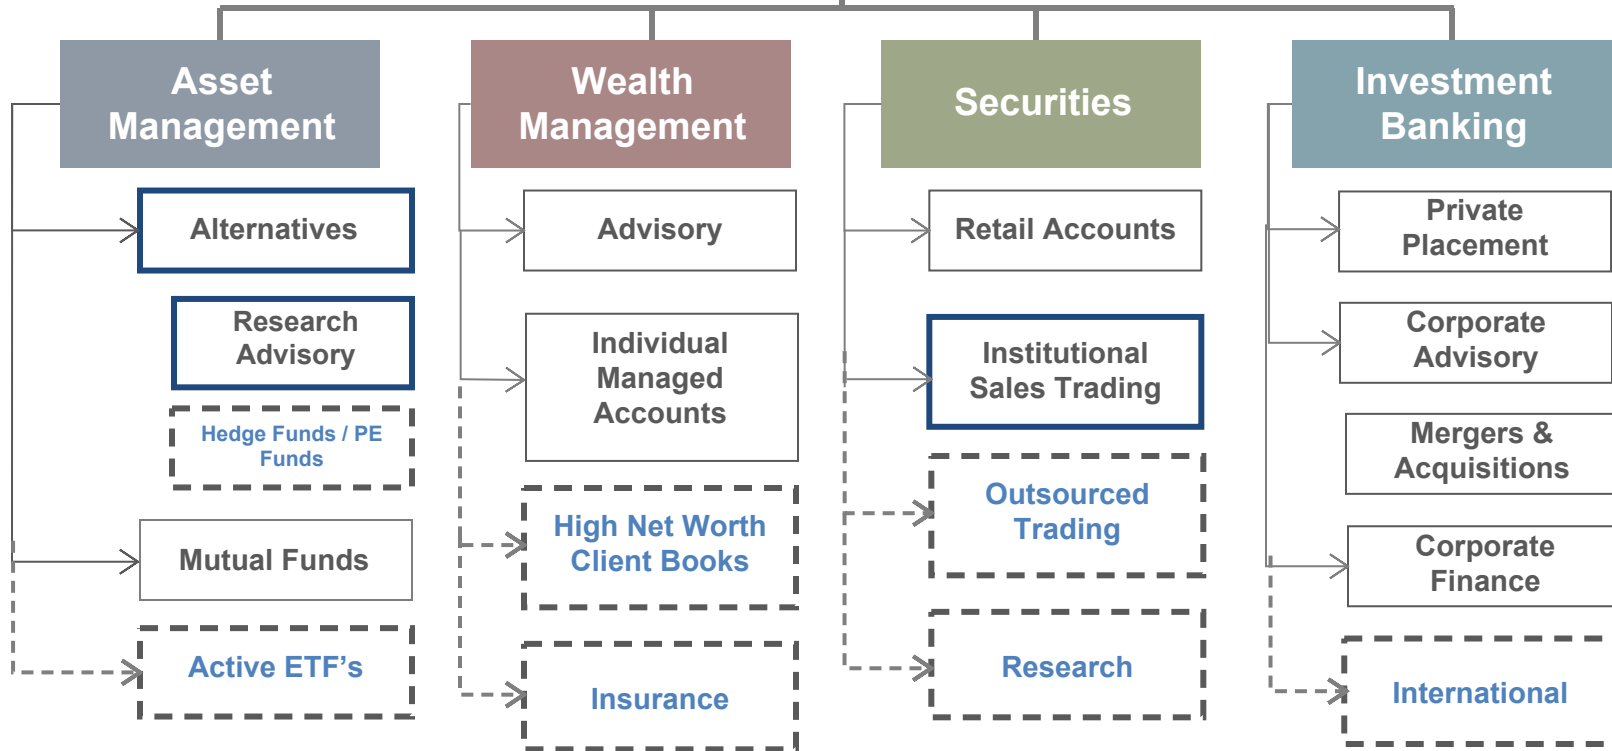 Asset
Management
Wealth
Management
Securities
Investment
Banking
Alternatives
Research
Advisory
Hedge Funds / PE
Funds
Mutual Funds
Active ETF's
Advisory
Individual
Managed
Accounts
High Net Worth
Client Books
Insurance
Retail Accounts
Institutional
Sales Trading
Outsourced
Trading
Research
Private
Placement
Corporate
Advisory
Mergers &
Acquisitions
Corporate
Finance
International